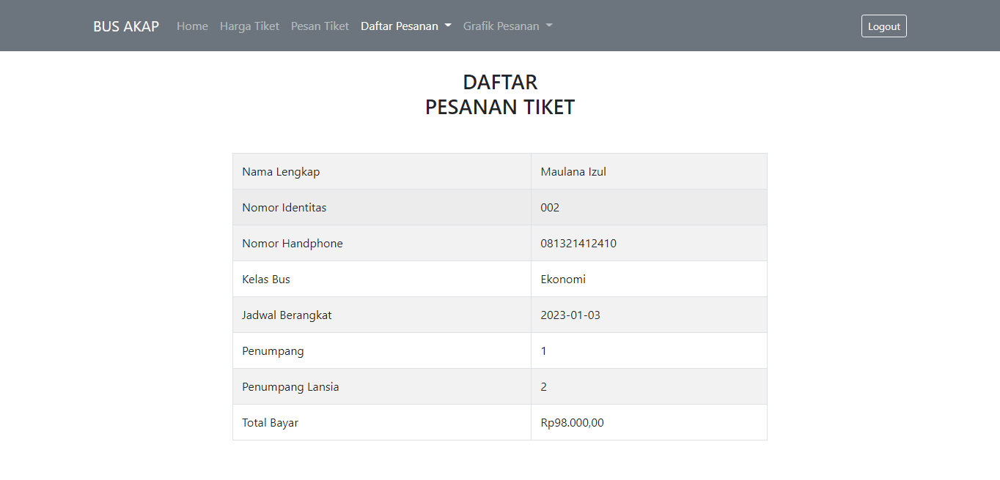 BUS AKAP Home Harga Tiket Pesan Tiket Daftar Pesanan Grafik Pesanan Logout
DAFTAR
PESANAN TIKET
Nama Lengkap Maulana Izul
Nomor Identitas 002
Nomor Handphone 081321412410
Kelas Bus Ekonomi
Jadwal Berangkat 2023-01-03
Penumpang 1
Penumpang Lansia 2
Total Bayar Rp98.000,00